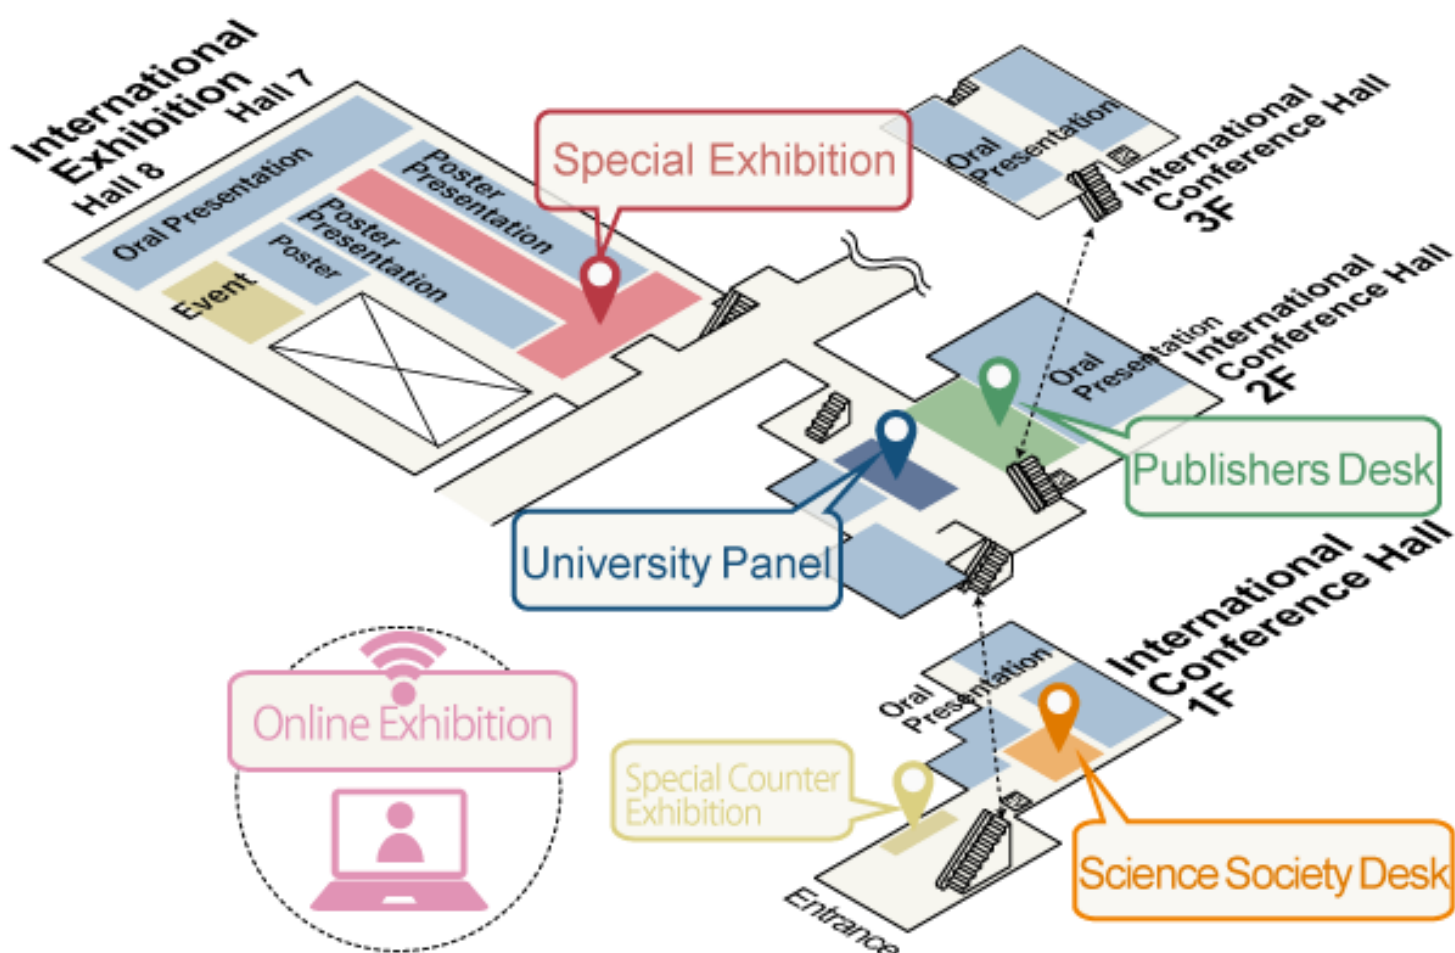 International
Exhibition
Hall 7
Hall 8
Oral Presentation
Poster
Presentation
Poster
Presentation
Poster
Event
Special Exhibition
Oral
Presentation
International
Conference Hall
3F
Oral
Presentation
International
Conference Hall
2F
Publishers Desk
University Panel
International
Conference Hall
1F
Oral
Presentation
Online Exhibition
Special Counter
Exhibition
Science Society Desk
Entrance